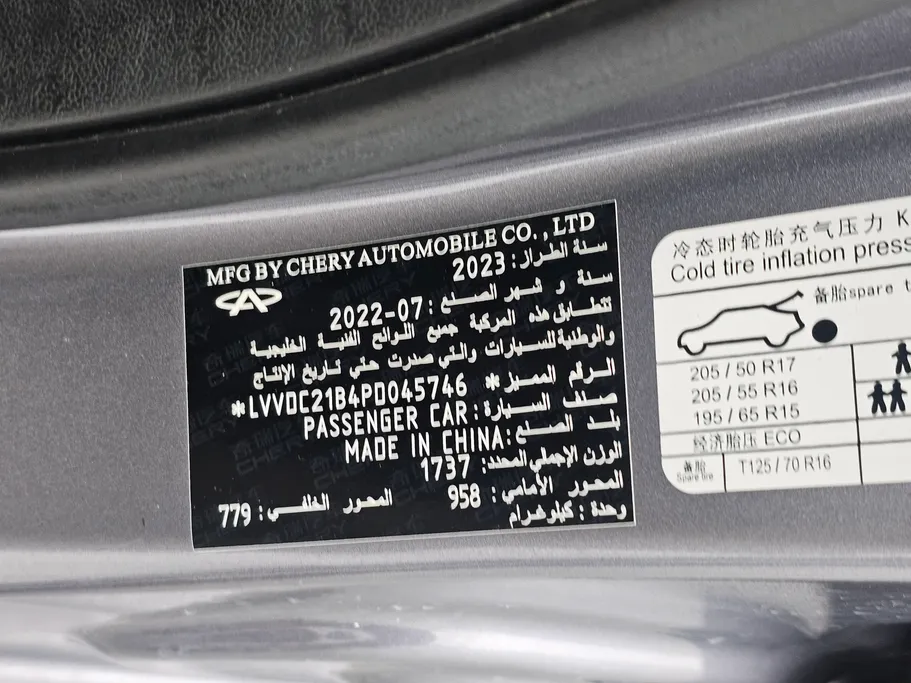 MFG BY CHERY AUTOMOBILE CO. , LTD
سنة الطراز: 2023
سنة و شهر الصنع: 2022-07
تتطابق هذه المركبة جميع اللوائح الفنية الخليجية
والوطنية للسيارات والتي صدرت حتي تاريخ الإنتاج
الرقم المميز *LVVDC21B4PD045746*
صنف السيارة: PASSENGER CAR
بلد الصنع: MADE IN CHINA
الوزن الإجمالي المحدد: 1737
المحور الأمامي: 958 المحور الخلفي: 779
وحدة : كيلوغرام
冷态时轮胎充气压力 K
Cold tire inflation press
备胎spare t
205 / 50 R17
205 / 55 R16
195 / 65 R15
经济胎压 ECO
备胎 Spare tire T125 / 70 R16